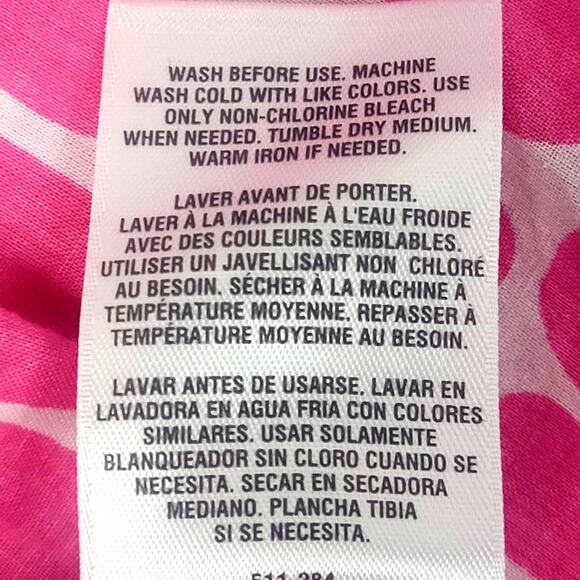 WASH BEFORE USE. MACHINE
WASH COLD WITH LIKE COLORS. USE
ONLY NON-CHLORINE BLEACH
WHEN NEEDED. TUMBLE DRY MEDIUM.
WARM IRON IF NEEDED.
LAVER AVANT DE PORTER.
LAVER À LA MACHINE À L'EAU FROIDE
AVEC DES COULEURS SEMBLABLES.
UTILISER UN JAVELLISANT NON CHLORÉ
AU BESOIN. SÉCHER À LA MACHINE À
TEMPÉRATURE MOYENNE. REPASSER À
TEMPÉRATURE MOYENNE AU BESOIN.
LAVAR ANTES DE USARSE. LAVAR EN
LAVADORA EN AGUA FRIA CON COLORES
SIMILARES. USAR SOLAMENTE
BLANQUEADOR SIN CLORO CUANDO SE
NECESITA. SECAR EN SECADORA
MEDIANO. PLANCHA TIBIA
SI SE NECESITA.